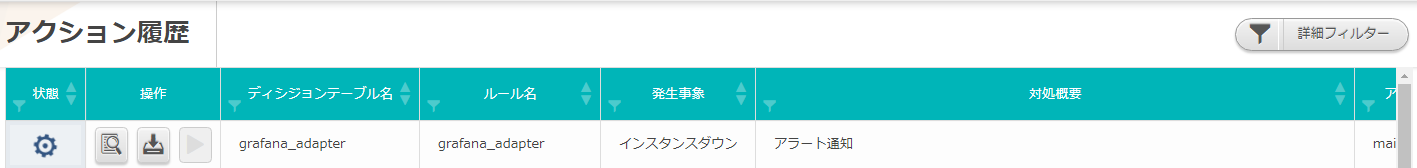 アクション履歴
詳細フィルター
状態 操作 ディシジョンテーブル名 ルール名 発生事象 対処概要 ア
grafana_adapter grafana_adapter インスタンスダウン アラート通知 mai